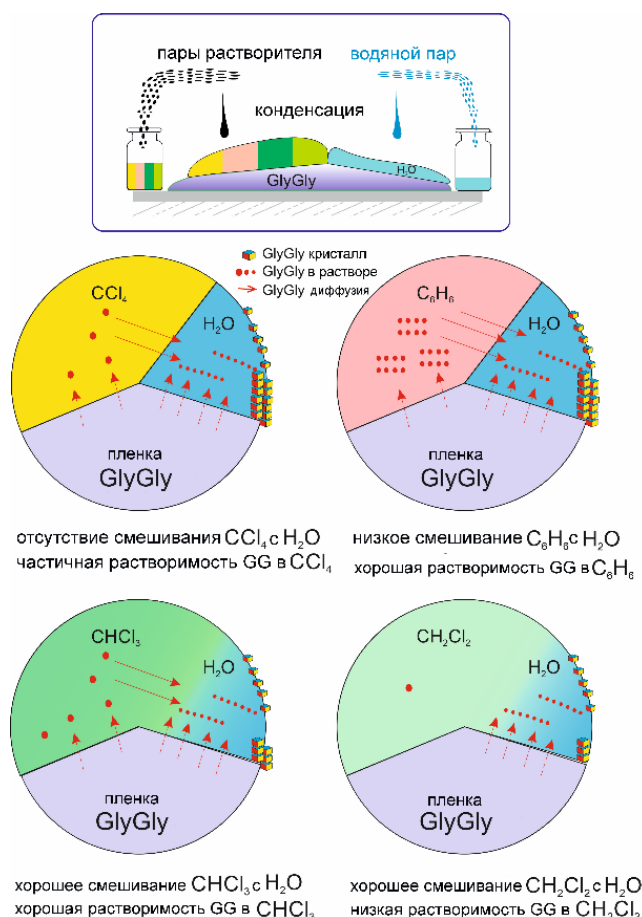 пары растворителя
водяной пар
конденсация
H₂O
GlyGly
GlyGly кристалл
GlyGly в растворе
GlyGly диффузия
CCl₄
H₂O
пленка
GlyGly
C₆H₆
H₂O
пленка
GlyGly
отсутствие смешивания CCl₄ с H₂O
частичная растворимость GG в CCl₄
низкое смешивание C₆H₆ с H₂O
хорошая растворимость GG в C₆H₆
CHCl₃
H₂O
пленка
GlyGly
CH₂Cl₂
H₂O
пленка
GlyGly
хорошее смешивание CHCl₃ с H₂O
хорошая растворимость GG в CHCl₃
хорошее смешивание CH₂Cl₂ с H₂O
низкая растворимость GG в CH₂Cl